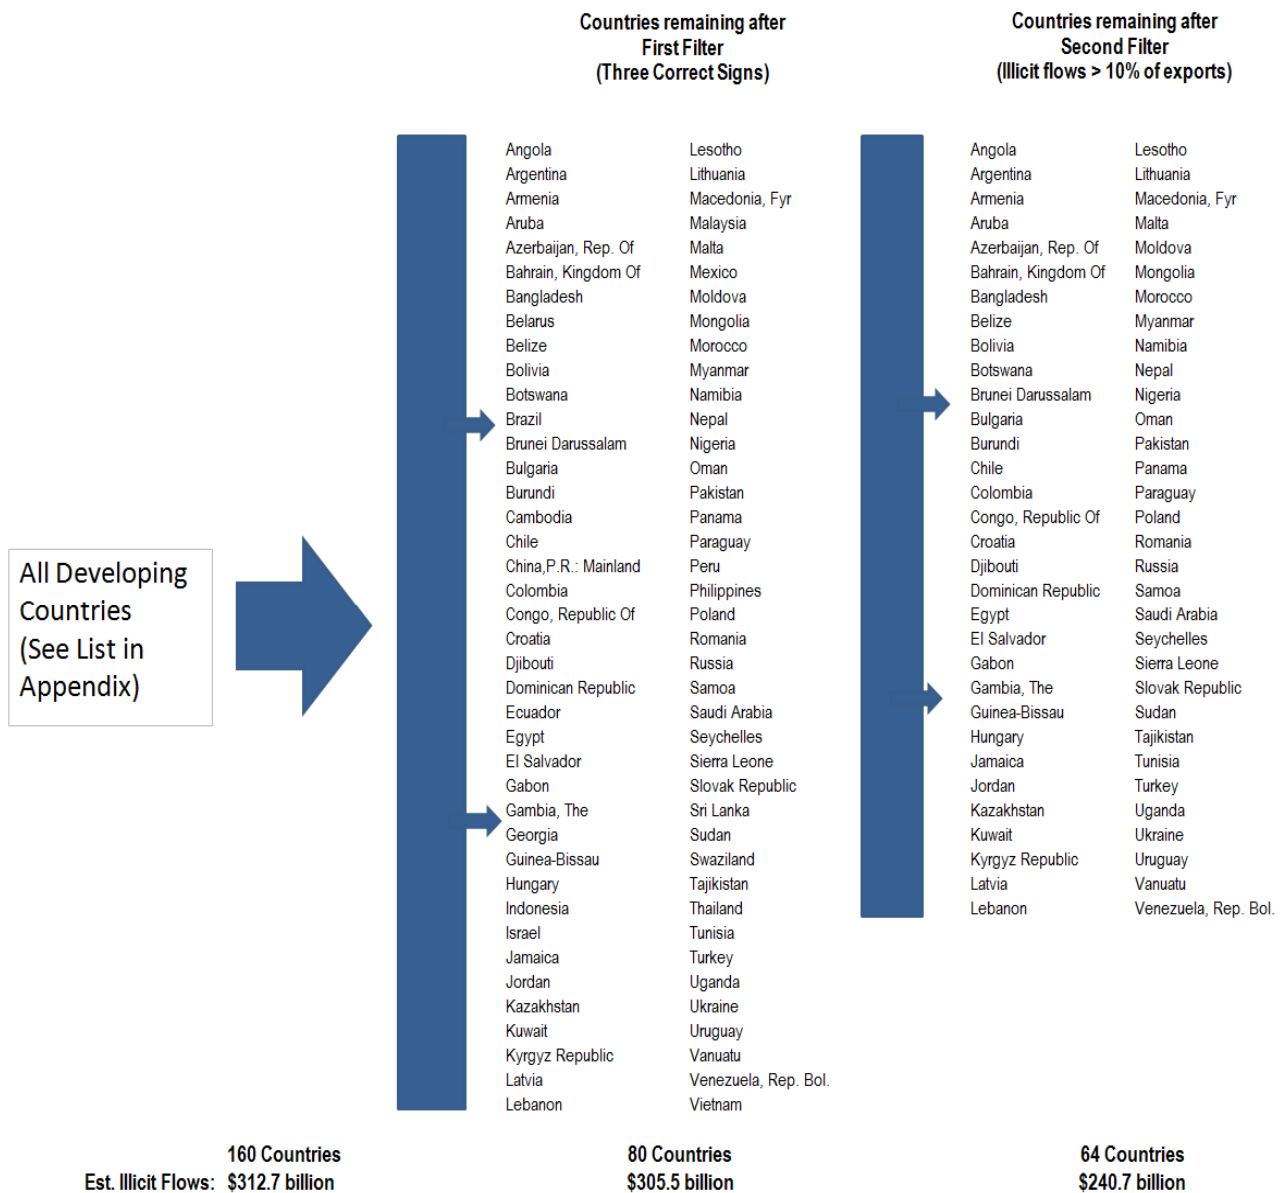 Countries remaining after
First Filter
(Three Correct Signs)
Countries remaining after
Second Filter
(Illicit flows > 10% of exports)
All Developing
Countries
(See List in
Appendix)
Angola
Argentina
Armenia
Aruba
Azerbaijan, Rep. Of
Bahrain, Kingdom Of
Bangladesh
Belarus
Belize
Bolivia
Botswana
Brazil
Brunei Darussalam
Bulgaria
Burundi
Cambodia
Chile
China,P.R.: Mainland
Colombia
Congo, Republic Of
Croatia
Djibouti
Dominican Republic
Ecuador
Egypt
El Salvador
Gabon
Gambia, The
Georgia
Guinea-Bissau
Hungary
Indonesia
Israel
Jamaica
Jordan
Kazakhstan
Kuwait
Kyrgyz Republic
Latvia
Lebanon
Lesotho
Lithuania
Macedonia, Fyr
Malaysia
Malta
Mexico
Moldova
Mongolia
Morocco
Myanmar
Namibia
Nepal
Nigeria
Oman
Pakistan
Panama
Paraguay
Peru
Philippines
Poland
Romania
Russia
Samoa
Saudi Arabia
Seychelles
Sierra Leone
Slovak Republic
Sri Lanka
Sudan
Swaziland
Tajikistan
Thailand
Tunisia
Turkey
Uganda
Ukraine
Uruguay
Vanuatu
Venezuela, Rep. Bol.
Vietnam
Angola
Argentina
Armenia
Aruba
Azerbaijan, Rep. Of
Bahrain, Kingdom Of
Bangladesh
Belize
Bolivia
Botswana
Brunei Darussalam
Bulgaria
Burundi
Chile
Colombia
Congo, Republic Of
Croatia
Djibouti
Dominican Republic
Egypt
El Salvador
Gabon
Gambia, The
Guinea-Bissau
Hungary
Jamaica
Jordan
Kazakhstan
Kuwait
Kyrgyz Republic
Latvia
Lebanon
Lesotho
Lithuania
Macedonia, Fyr
Malta
Moldova
Mongolia
Morocco
Myanmar
Namibia
Nepal
Nigeria
Oman
Pakistan
Panama
Paraguay
Poland
Romania
Russia
Samoa
Saudi Arabia
Seychelles
Sierra Leone
Slovak Republic
Sudan
Tajikistan
Tunisia
Turkey
Uganda
Ukraine
Uruguay
Vanuatu
Venezuela, Rep. Bol.
160 Countries
80 Countries
64 Countries
Est. Illicit Flows: $312.7 billion
$305.5 billion
$240.7 billion